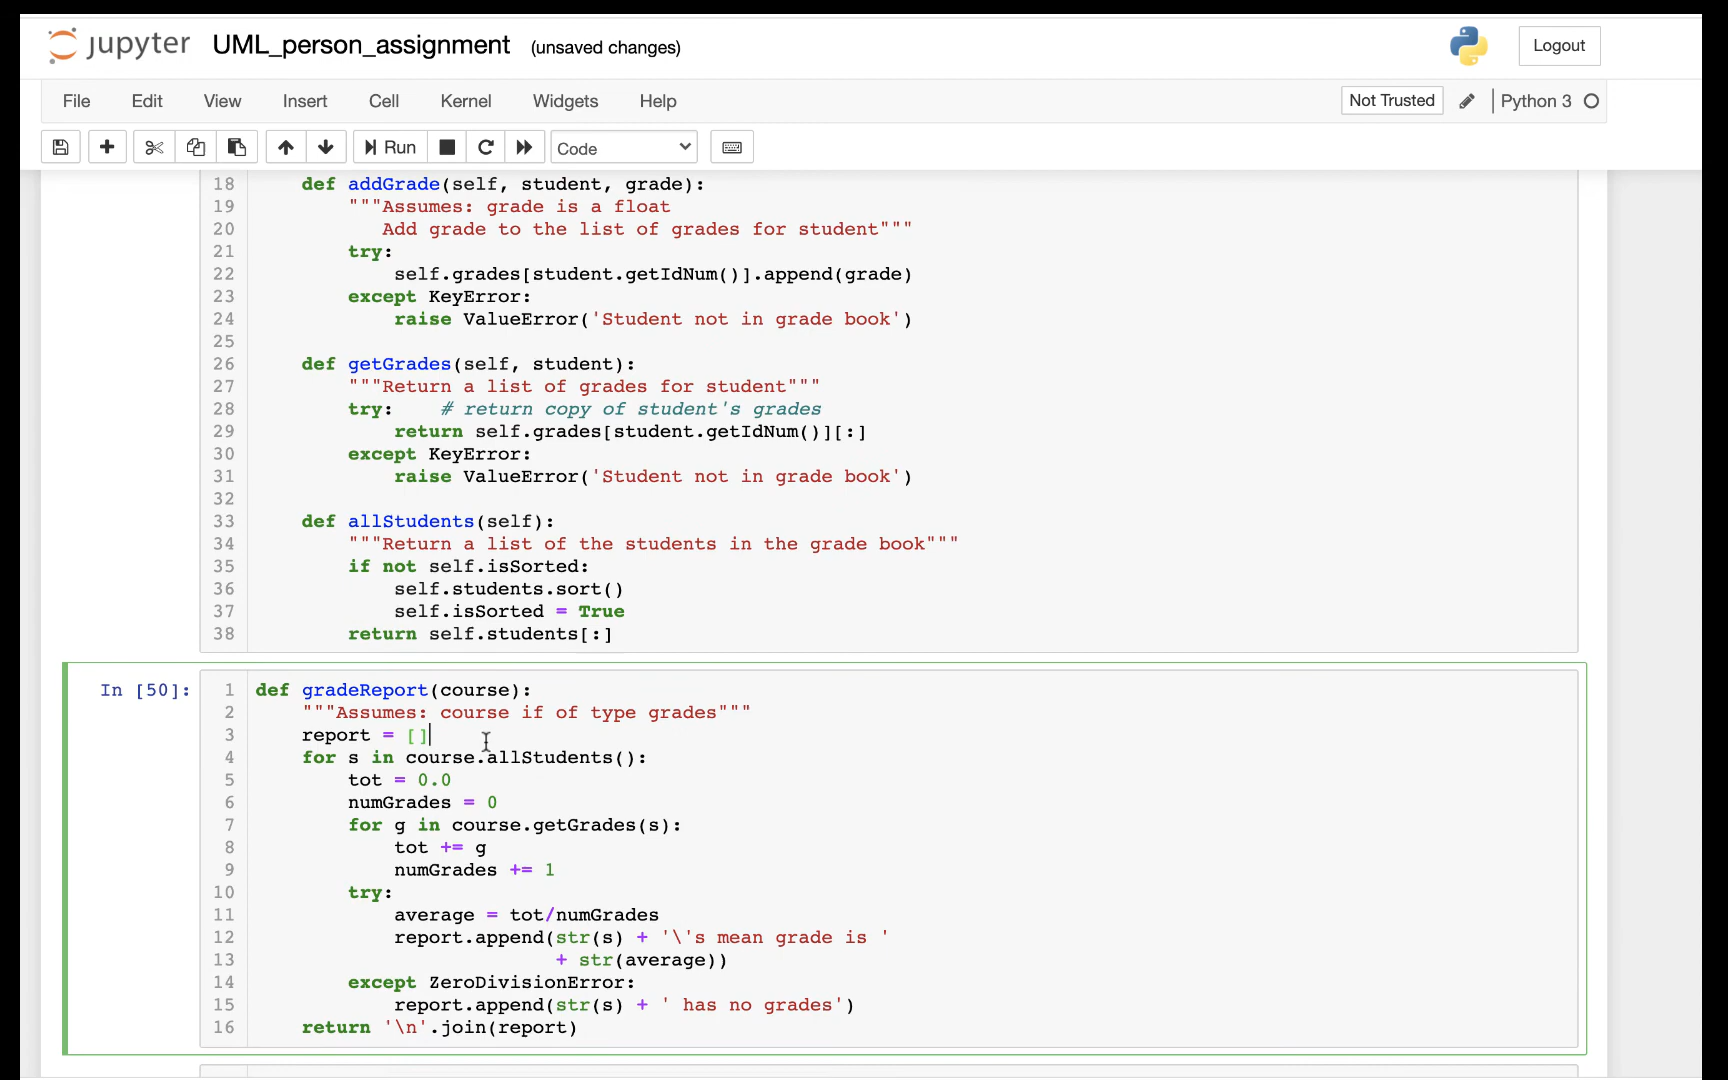 jupyter UML_person_assignment (unsaved changes) Logout
File Edit View Insert Cell Kernel Widgets Help Not Trusted Python 3
Run Code
18 def addGrade(self, student, grade):
19 """Assumes: grade is a float
20 Add grade to the list of grades for student"""
21 try:
22 self.grades[student.getIdNum()].append(grade)
23 except KeyError:
24 raise ValueError('Student not in grade book')
25
26 def getGrades(self, student):
27 """Return a list of grades for student"""
28 try: # return copy of student's grades
29 return self.grades[student.getIdNum()][:]
30 except KeyError:
31 raise ValueError('Student not in grade book')
32
33 def allStudents(self):
34 """Return a list of the students in the grade book"""
35 if not self.isSorted:
36 self.students.sort()
37 self.isSorted = True
38 return self.students[:]
In [50]: 1 def gradeReport(course):
2 """Assumes: course if of type grades"""
3 report = []
4 for s in course.allStudents():
5 tot = 0.0
6 numGrades = 0
7 for g in course.getGrades(s):
8 tot += g
9 numGrades += 1
10 try:
11 average = tot/numGrades
12 report.append(str(s) + '\'s mean grade is '
13 + str(average))
14 except ZeroDivisionError:
15 report.append(str(s) + ' has no grades')
16 return '\n'.join(report)